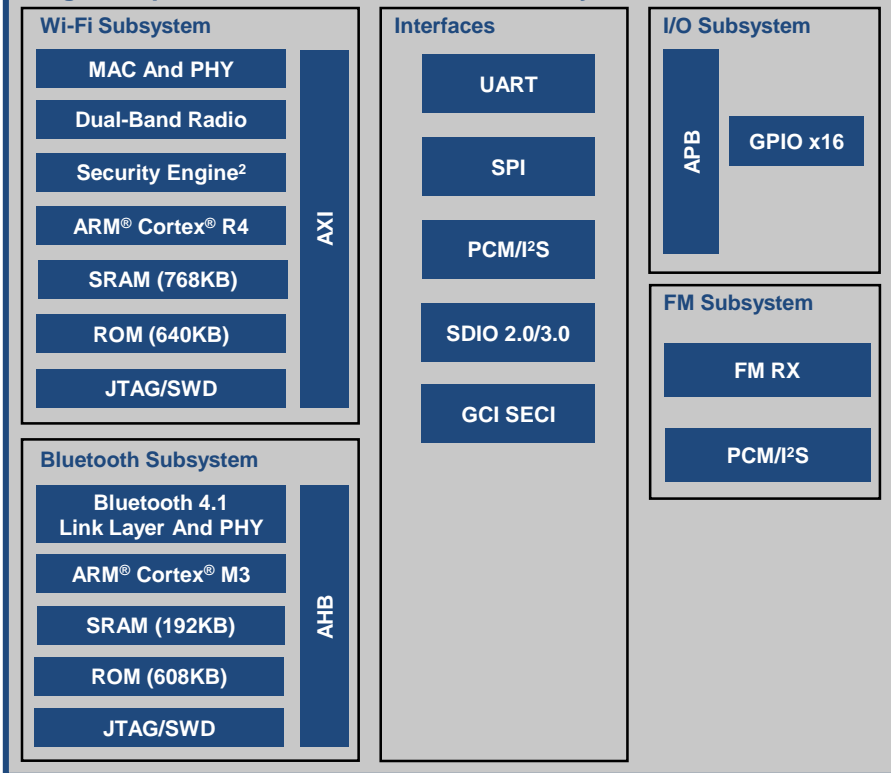 Wi-Fi Subsystem
MAC And PHY
Dual-Band Radio
Security Engine²
ARM® Cortex® R4
SRAM (768KB)
ROM (640KB)
JTAG/SWD
AXI
Bluetooth Subsystem
Bluetooth 4.1
Link Layer And PHY
ARM® Cortex® M3
SRAM (192KB)
ROM (608KB)
JTAG/SWD
AHB
Interfaces
UART
SPI
PCM/I²S
SDIO 2.0/3.0
GCI SECI
I/O Subsystem
APB
GPIO x16
FM Subsystem
FM RX
PCM/I²S